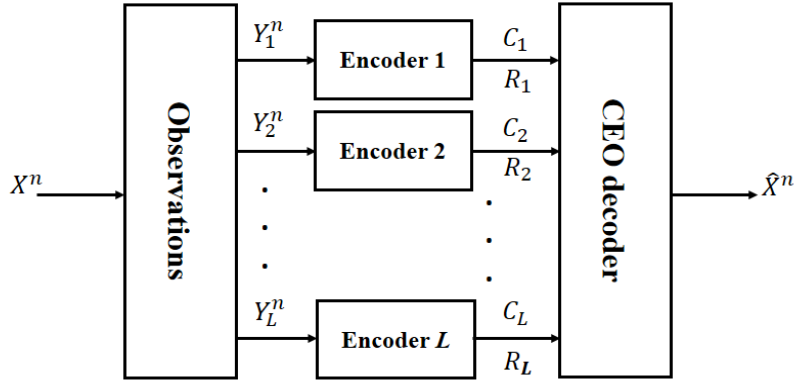 X^n
Observations
Y_1^n
Encoder 1
C_1
R_1
Y_2^n
Encoder 2
C_2
R_2
Y_L^n
Encoder L
C_L
R_L
CEO decoder
X̂^n